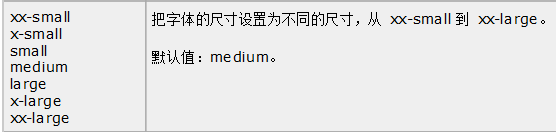 xx-small
x-small
small
medium
large
x-large
xx-large
把字体的尺寸设置为不同的尺寸，从 xx-small 到 xx-large。
默认值：medium。